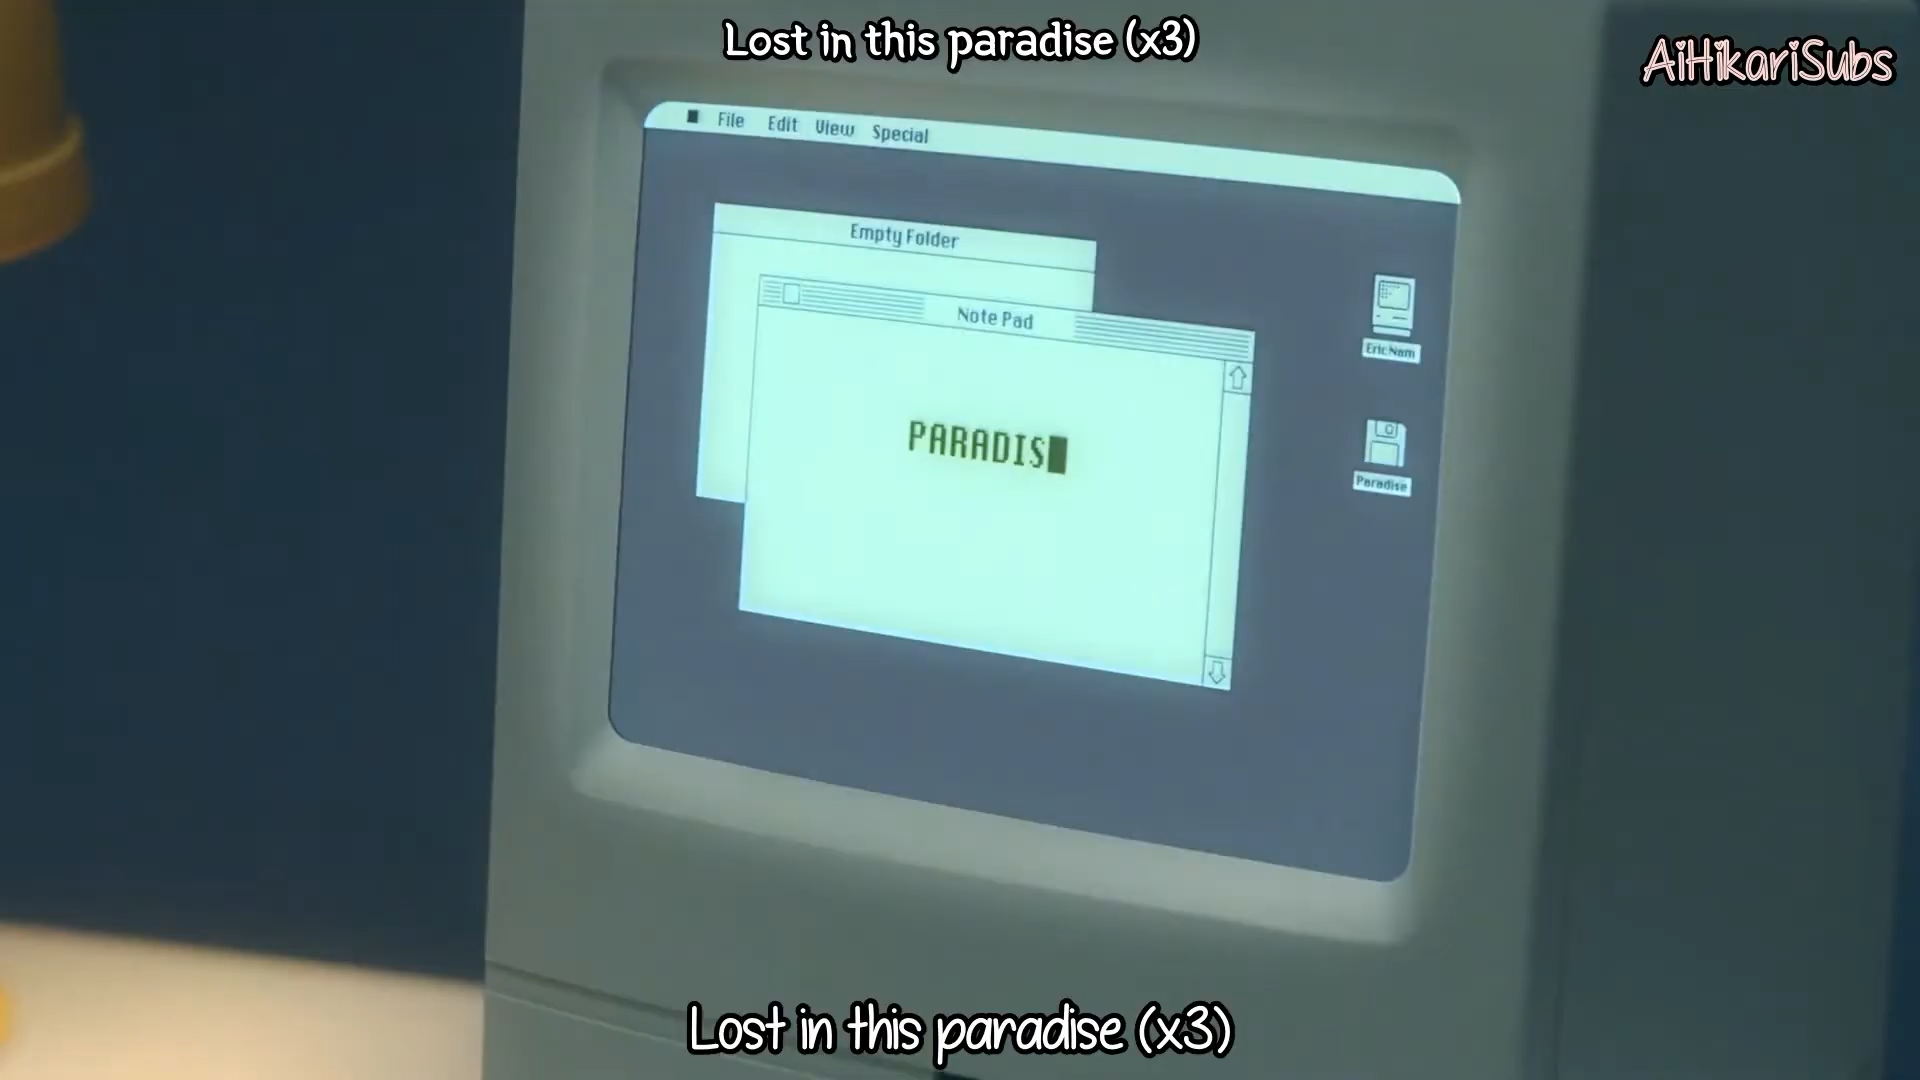 Lost in this paradise (x3)
AiHikariSubs
File Edit View Special
Empty Folder
Note Pad
PARADIS
Eric Nam
Paradise
Lost in this paradise (x3)